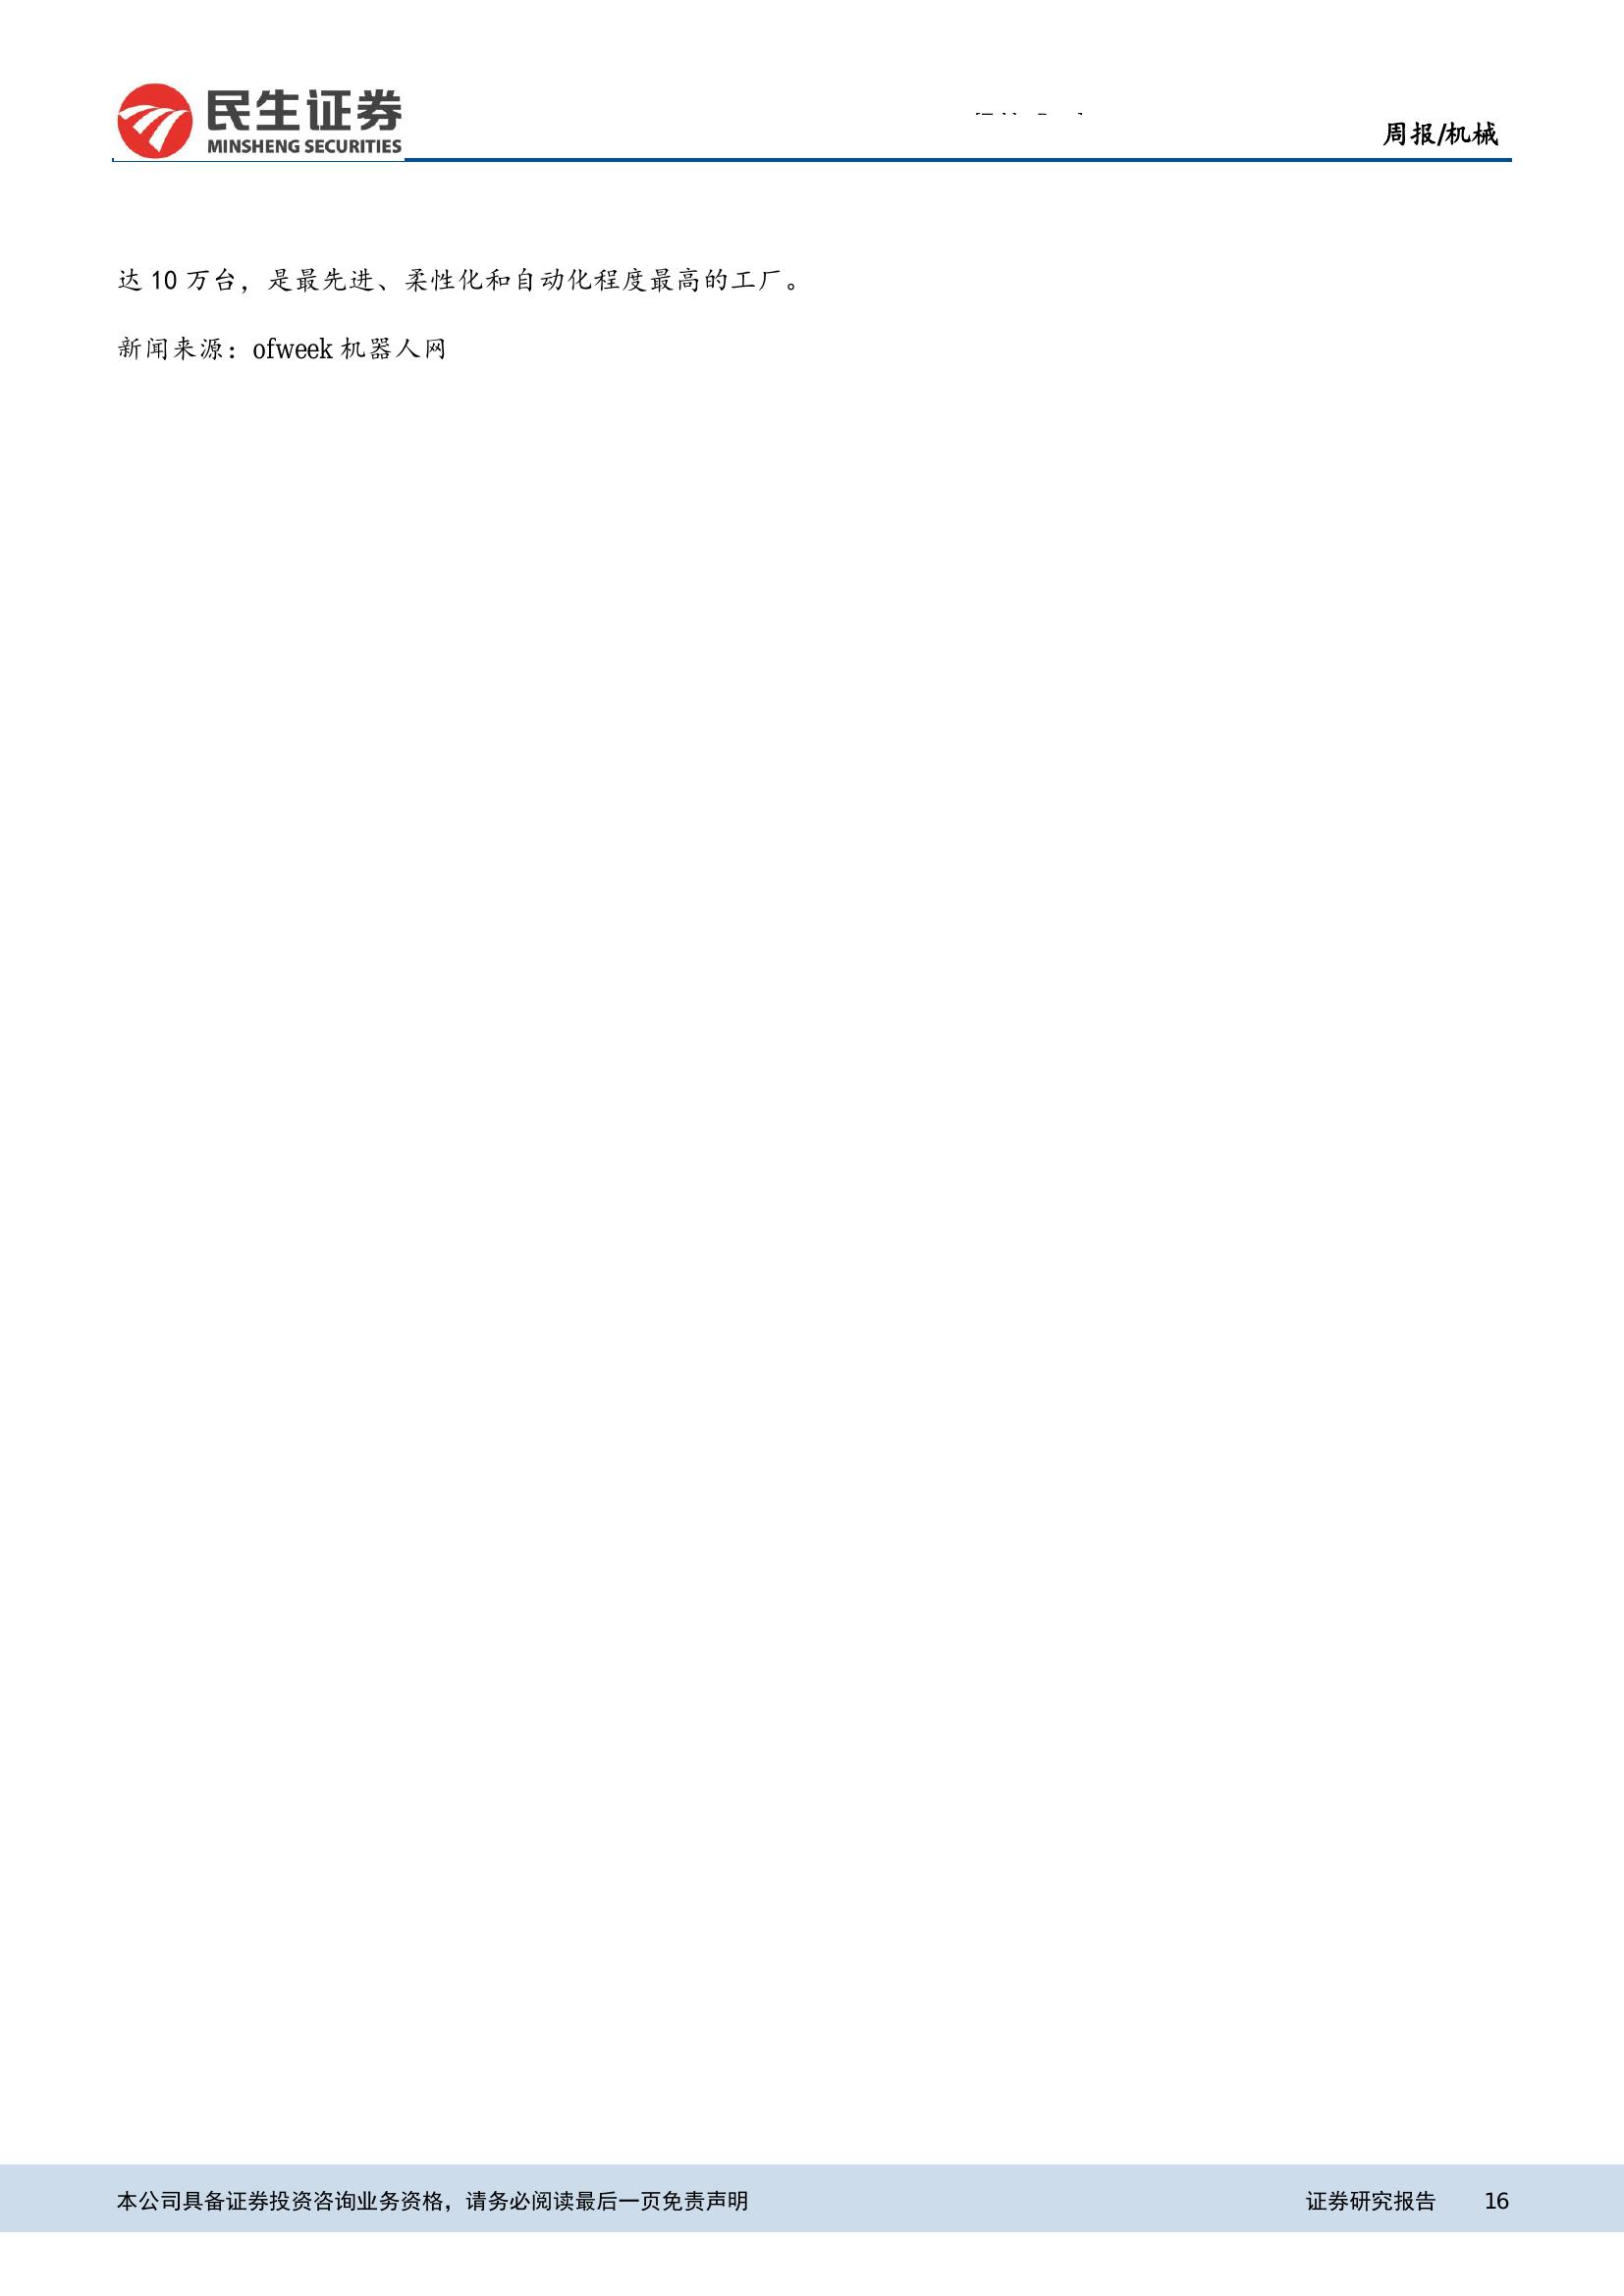 民生证券
MINSHENG SECURITIES
周报/机械
达 10 万台，是最先进、柔性化和自动化程度最高的工厂。
新闻来源：ofweek 机器人网
本公司具备证券投资咨询业务资格，请务必阅读最后一页免责声明
证券研究报告 16